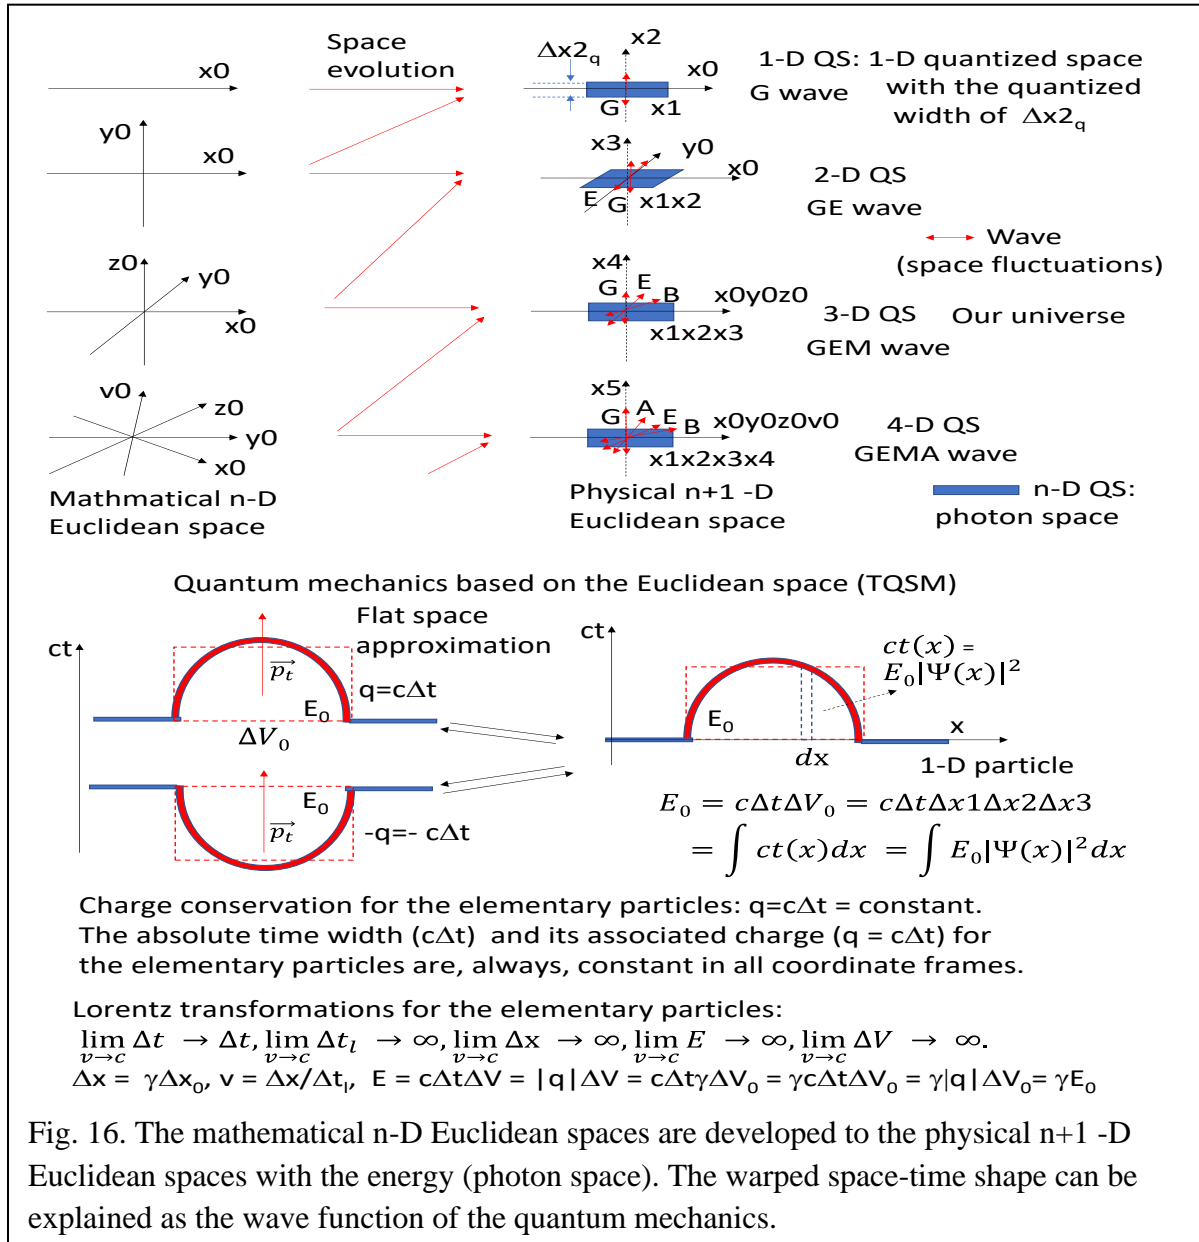 x0
Space
evolution
Δx2q
x2
x0
G
x1
1-D QS: 1-D quantized space
G wave
with the quantized
width of Δx2q
y0
x0
x3
y0
x0
E
G
x1x2
2-D QS
GE wave
Wave
(space fluctuations)
z0
y0
x0
x4
G
E
B
x0y0z0
x1x2x3
3-D QS
Our universe
GEM wave
v0
z0
y0
x0
x5
G
A
E
B
x0y0z0v0
x1x2x3x4
4-D QS
GEMA wave
Mathmatical n-D
Euclidean space
Physical n+1 -D
Euclidean space
n-D QS:
photon space
Quantum mechanics based on the Euclidean space (TQSM)
ct
Flat space
approximation
$\overrightarrow{p_t}$
E₀
q=cΔt
ΔV₀
E₀
$\overrightarrow{p_t}$
-q=- cΔt
ct
ct(x) =
E₀|Ψ(x)|²
E₀
x
dx
1-D particle
E₀ = cΔtΔV₀ = cΔtΔx1Δx2Δx3
= ∫ ct(x)dx = ∫ E₀|Ψ(x)|²dx
Charge conservation for the elementary particles: q=cΔt = constant.
The absolute time width (cΔt) and its associated charge (q = cΔt) for
the elementary particles are, always, constant in all coordinate frames.
Lorentz transformations for the elementary particles:
lim v→c Δt → Δt, lim v→c Δtₗ → ∞, lim v→c Δx → ∞, lim v→c E → ∞, lim v→c ΔV → ∞.
Δx = γΔx₀, v = Δx/Δtₗ, E = cΔtΔV = |q|ΔV = cΔtγΔV₀ = γcΔtΔV₀ = γ|q|ΔV₀= γE₀
Fig. 16. The mathematical n-D Euclidean spaces are developed to the physical n+1 -D
Euclidean spaces with the energy (photon space). The warped space-time shape can be
explained as the wave function of the quantum mechanics.